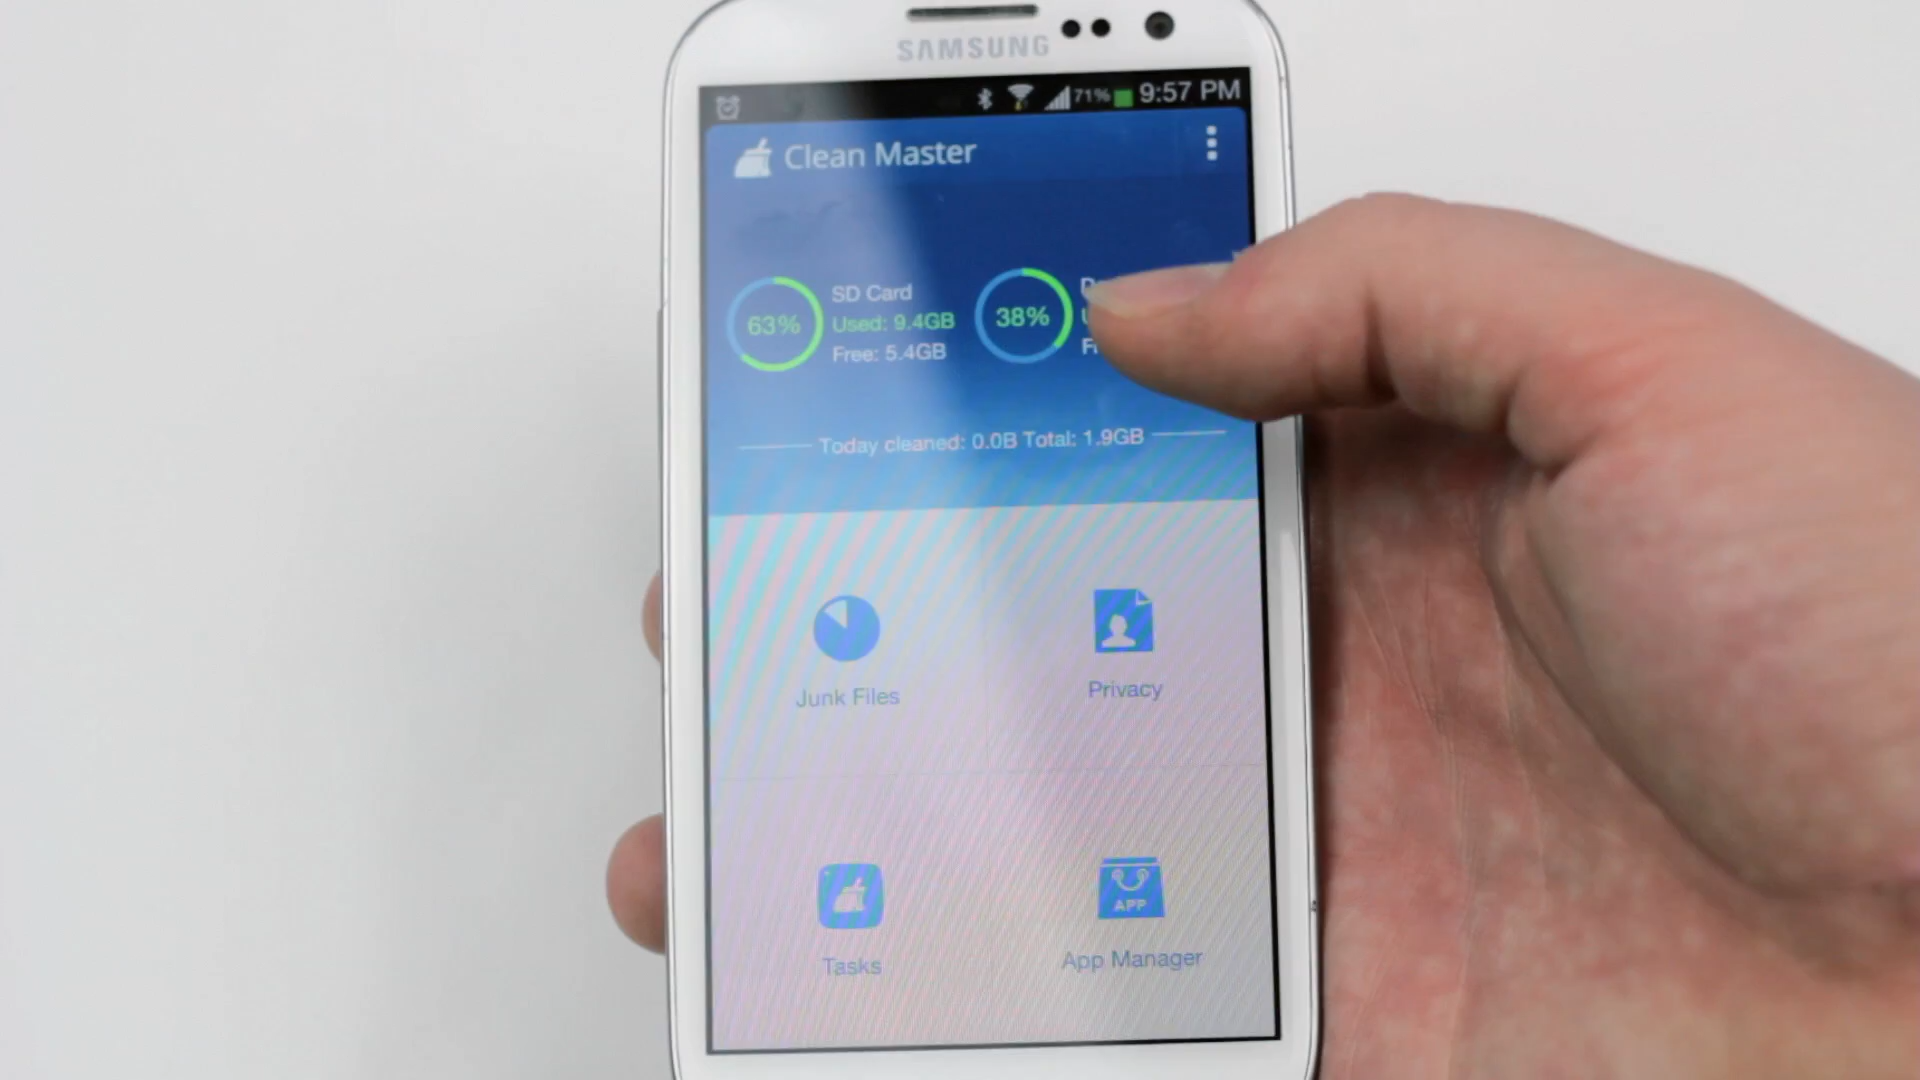 SAMSUNG
71% 9:57 PM
Clean Master
63%
SD Card
Used: 9.4GB
Free: 5.4GB
38%
Today cleaned: 0.0B Total: 1.9GB
Junk Files
Privacy
APP
Tasks
App Manager